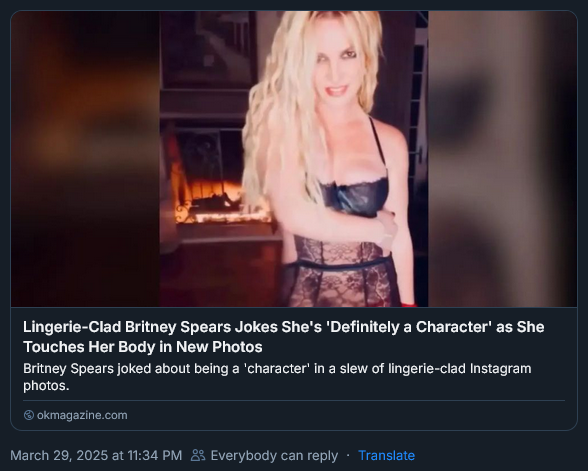 Lingerie-Clad Britney Spears Jokes She's 'Definitely a Character' as She
Touches Her Body in New Photos
Britney Spears joked about being a 'character' in a slew of lingerie-clad Instagram
photos.
okmagazine.com
March 29, 2025 at 11:34 PM Everybody can reply · Translate